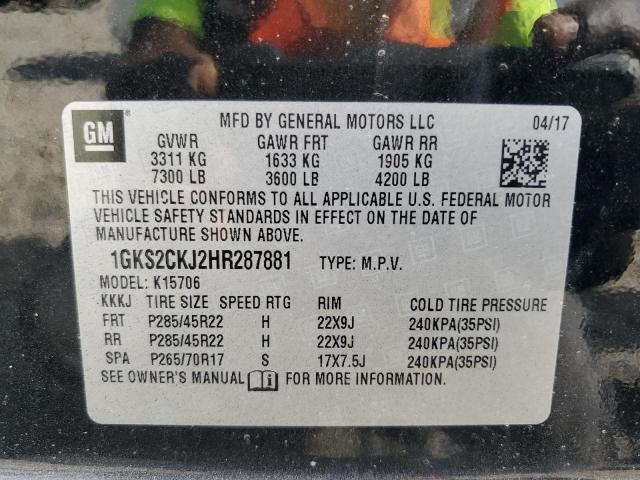 GM
MFD BY GENERAL MOTORS LLC 04/17
GVWR GAWR FRT GAWR RR
3311 KG 1633 KG 1905 KG
7300 LB 3600 LB 4200 LB
THIS VEHICLE CONFORMS TO ALL APPLICABLE U.S. FEDERAL MOTOR
VEHICLE SAFETY STANDARDS IN EFFECT ON THE DATE OF
MANUFACTURE SHOWN ABOVE.
1GKS2CKJ2HR287881 TYPE: M.P.V.
MODEL: K15706
KKKJ TIRE SIZE SPEED RTG RIM COLD TIRE PRESSURE
FRT P285/45R22 H 22X9J 240KPA(35PSI)
RR P285/45R22 H 22X9J 240KPA(35PSI)
SPA P265/70R17 S 17X7.5J 240KPA(35PSI)
SEE OWNER'S MANUAL FOR MORE INFORMATION.